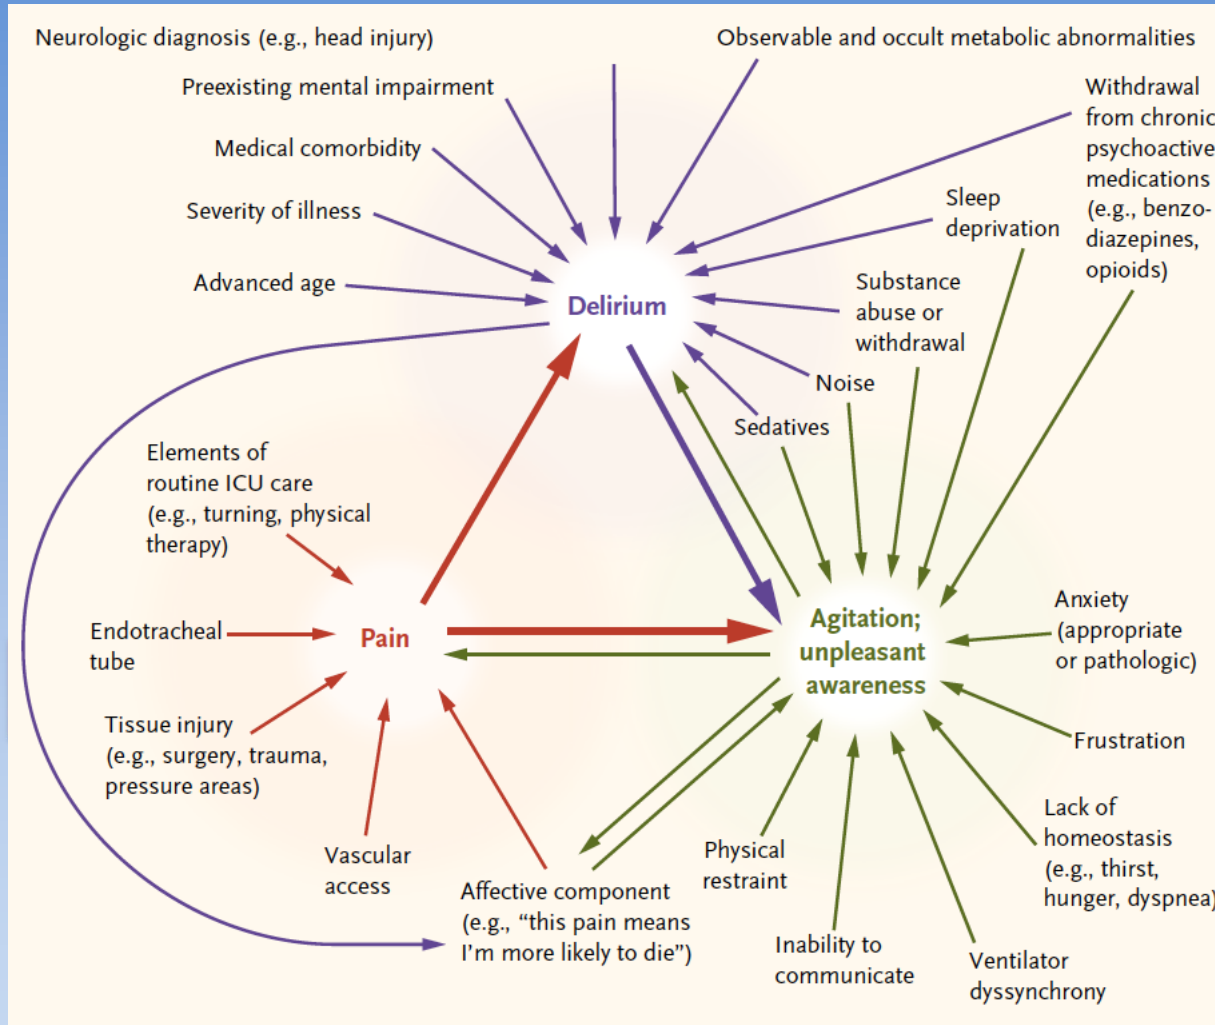 Neurologic diagnosis (e.g., head injury)
Observable and occult metabolic abnormalities
Preexisting mental impairment
Withdrawal
from chronic
psychoactive
medications
(e.g., benzo-
diazepines,
opioids)
Medical comorbidity
Severity of illness
Sleep
deprivation
Advanced age
Substance
abuse or
withdrawal
Delirium
Noise
Sedatives
Elements of
routine ICU care
(e.g., turning, physical
therapy)
Endotracheal
tube
Pain
Agitation;
unpleasant
awareness
Anxiety
(appropriate
or pathologic)
Tissue injury
(e.g., surgery, trauma,
pressure areas)
Frustration
Vascular
access
Affective component
(e.g., “this pain means
I’m more likely to die”)
Physical
restraint
Lack of
homeostasis
(e.g., thirst,
hunger, dyspnea)
Inability to
communicate
Ventilator
dyssynchrony